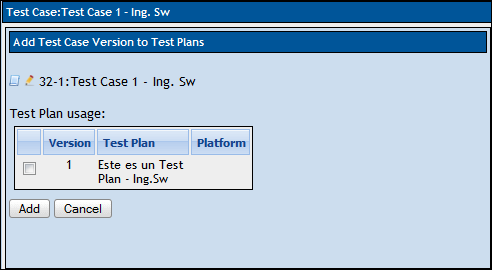 Test Case:Test Case 1 - Ing. Sw
Add Test Case Version to Test Plans
32-1:Test Case 1 - Ing. Sw
Test Plan usage:
Version Test Plan Platform
1 Este es un Test
Plan - Ing.Sw
Add Cancel